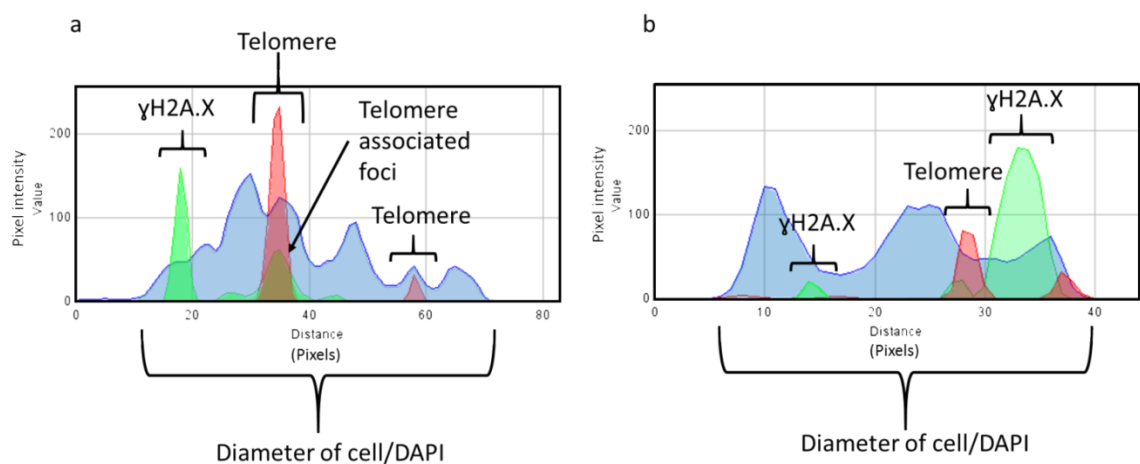 a
Telomere
ɣH2A.X
Telomere
associated
foci
Telomere
Pixel intensity
Value
200
100
0
0
20
40
60
80
Distance
(Pixels)
Diameter of cell/DAPI
b
ɣH2A.X
Telomere
ɣH2A.X
Pixel intensity
Value
200
100
0
0
10
20
30
40
Distance
(Pixels)
Diameter of cell/DAPI